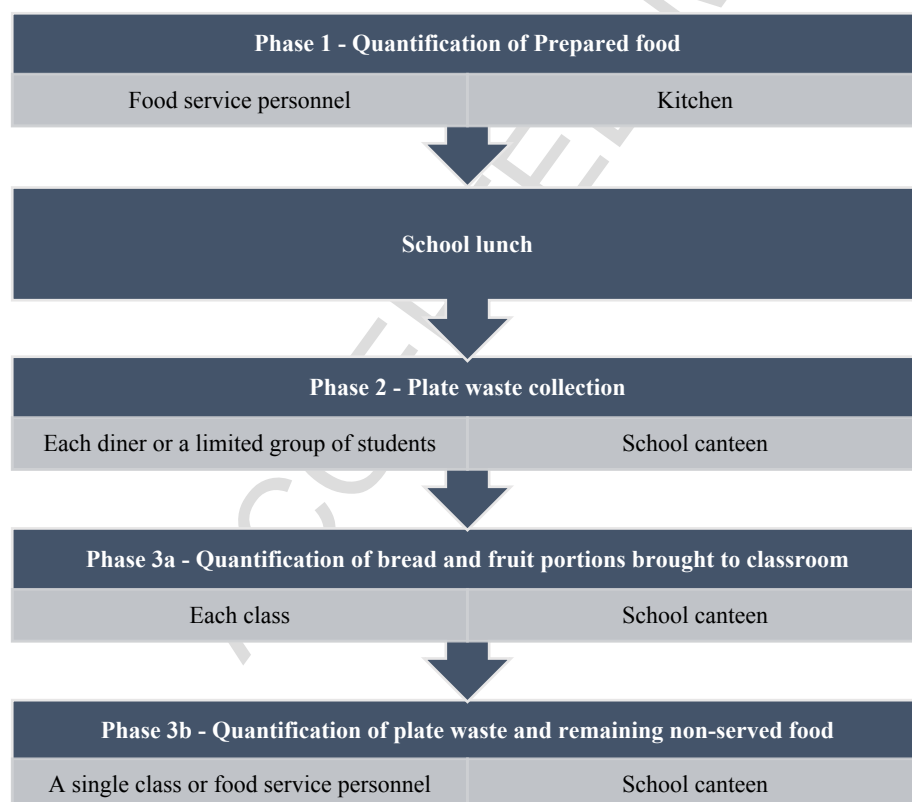 Phase 1 - Quantification of Prepared food
Food service personnel
Kitchen
School lunch
Phase 2 - Plate waste collection
Each diner or a limited group of students
School canteen
Phase 3a - Quantification of bread and fruit portions brought to classroom
Each class
School canteen
Phase 3b - Quantification of plate waste and remaining non-served food
A single class or food service personnel
School canteen